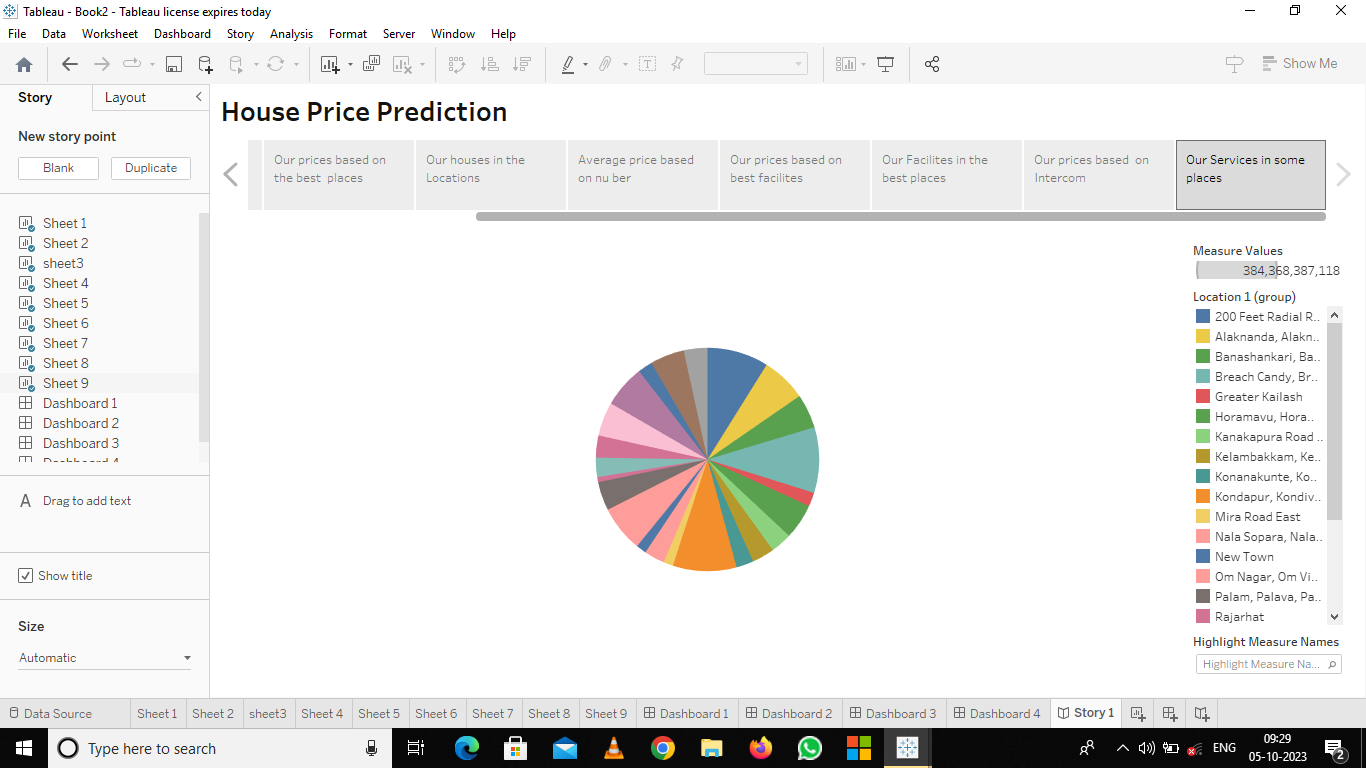 Tableau - Book2 - Tableau license expires today
File Data Worksheet Dashboard Story Analysis Format Server Window Help
Show Me
Story Layout
New story point
Blank Duplicate
Sheet 1
Sheet 2
sheet3
Sheet 4
Sheet 5
Sheet 6
Sheet 7
Sheet 8
Sheet 9
Dashboard 1
Dashboard 2
Dashboard 3
Dashboard 4
A Drag to add text
Show title
Size
Automatic
House Price Prediction
Our prices based on
the best places
Our houses in the
Locations
Average price based
on nu ber
Our prices based on
best facilites
Our Facilites in the
best places
Our prices based on
Intercom
Our Services in some
places
Measure Values
384,368,387,118
Location 1 (group)
200 Feet Radial R..
Alaknanda, Alakn..
Banashankari, Ba..
Breach Candy, Br..
Greater Kailash
Horamavu, Hora..
Kanakapura Road ..
Kelambakkam, Ke..
Konanakunte, Ko..
Kondapur, Kondiv..
Mira Road East
Nala Sopara, Nala..
New Town
Om Nagar, Om Vi..
Palam, Palava, Pa..
Rajarhat
Highlight Measure Names
Highlight Measure Na...
Data Source Sheet 1 Sheet 2 sheet3 Sheet 4 Sheet 5 Sheet 6 Sheet 7 Sheet 8 Sheet 9 Dashboard 1 Dashboard 2 Dashboard 3 Dashboard 4 Story 1
Type here to search
ENG
09:29
05-10-2023
2